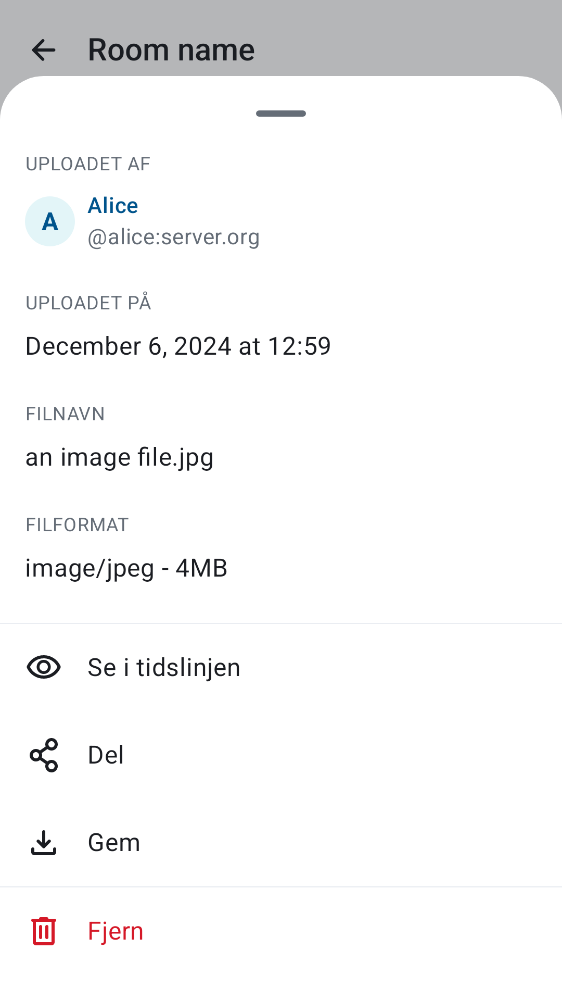 Room name
UPLOADET AF
A
Alice
@alice:server.org
UPLOADET PÅ
December 6, 2024 at 12:59
FILNAVN
an image file.jpg
FILFORMAT
image/jpeg - 4MB
Se i tidslinjen
Del
Gem
Fjern